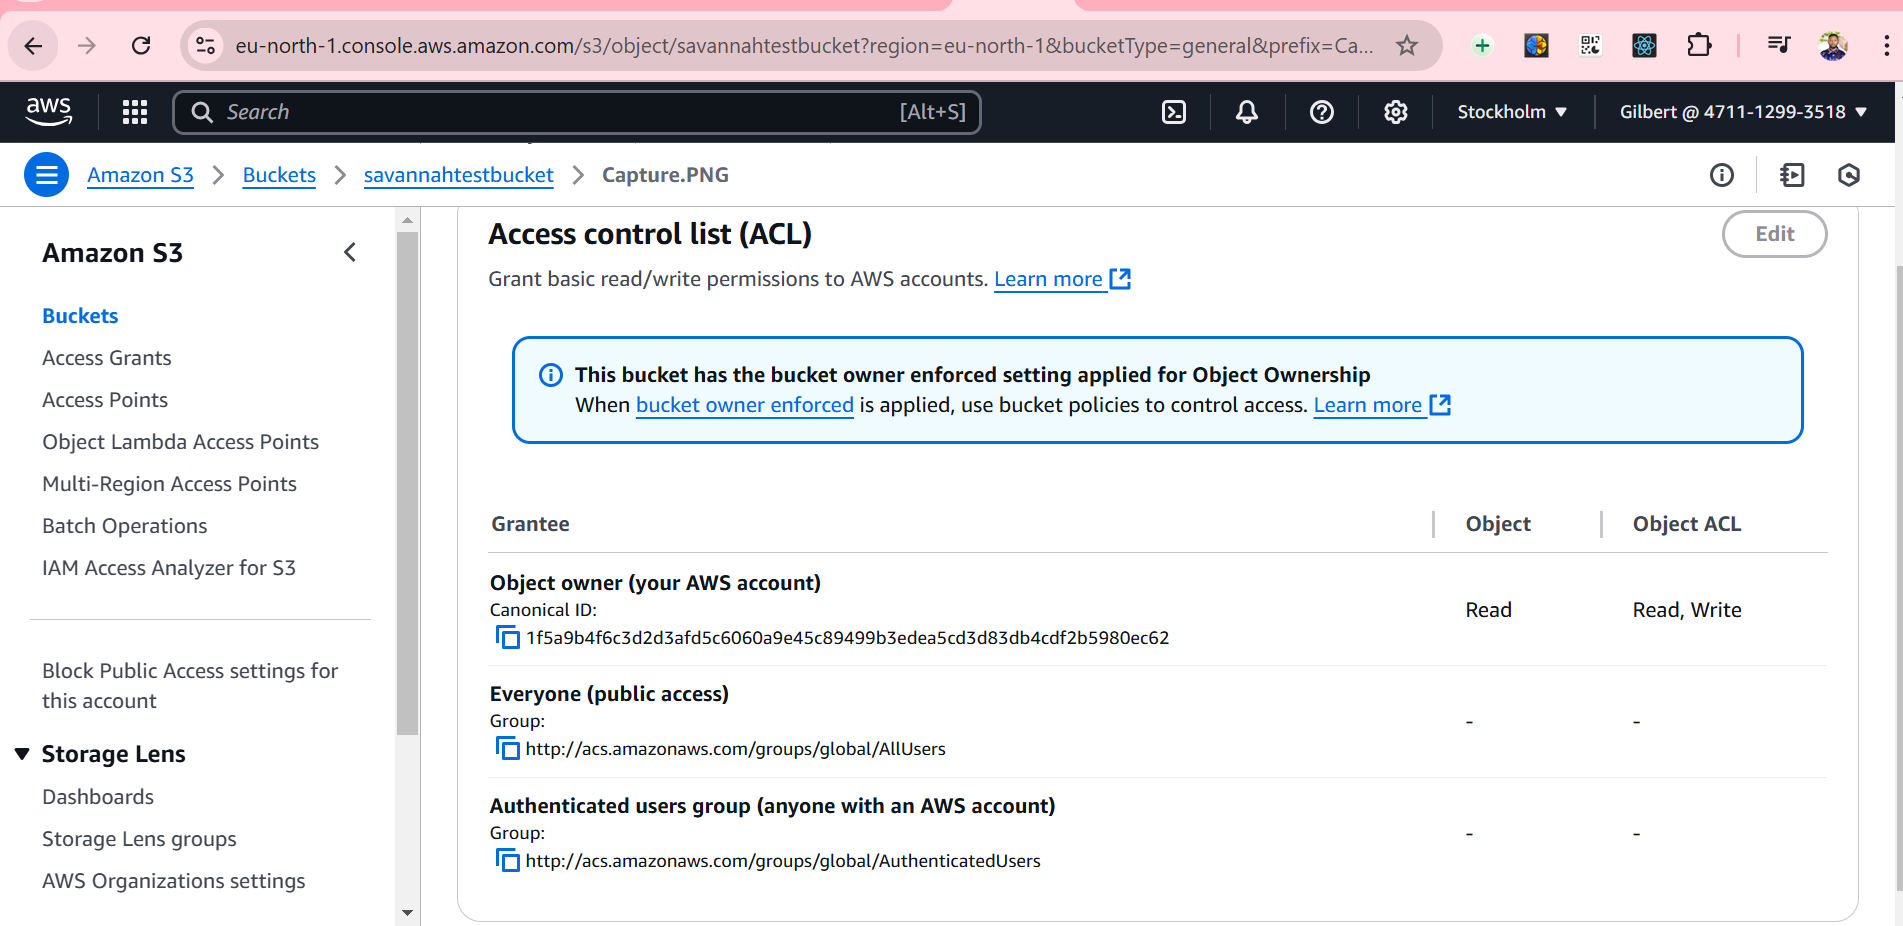 eu-north-1.console.aws.amazon.com/s3/object/savannahtestbucket?region=eu-north-1&bucketType=general&prefix=Ca...
aws
Search
[Alt+S]
Stockholm
Gilbert @ 4711-1299-3518
Amazon S3
Buckets
savannahtestbucket
Capture.PNG
Amazon S3
Buckets
Access Grants
Access Points
Object Lambda Access Points
Multi-Region Access Points
Batch Operations
IAM Access Analyzer for S3
Block Public Access settings for
this account
Storage Lens
Dashboards
Storage Lens groups
AWS Organizations settings
Access control list (ACL)
Edit
Grant basic read/write permissions to AWS accounts. Learn more
This bucket has the bucket owner enforced setting applied for Object Ownership
When bucket owner enforced is applied, use bucket policies to control access. Learn more
Grantee
Object
Object ACL
Object owner (your AWS account)
Canonical ID:
1f5a9b4f6c3d2d3afd5c6060a9e45c89499b3edea5cd3d83db4cdf2b5980ec62
Read
Read, Write
Everyone (public access)
Group:
http://acs.amazonaws.com/groups/global/AllUsers
-
-
Authenticated users group (anyone with an AWS account)
Group:
http://acs.amazonaws.com/groups/global/AuthenticatedUsers
-
-